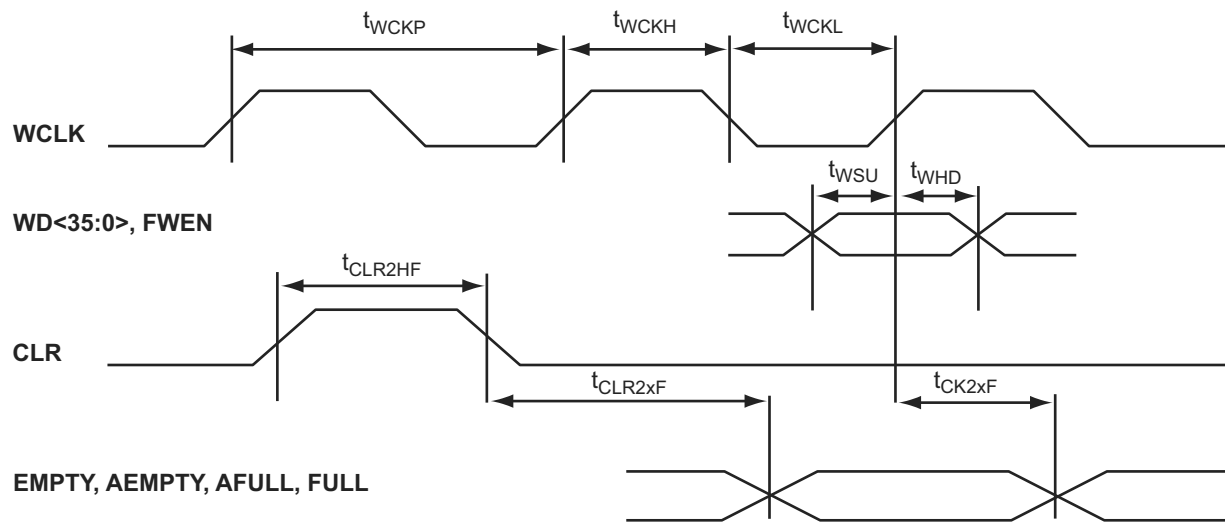 tWCKP tWCKH tWCKL
WCLK
tWSU tWHD
WD<35:0>, FWEN
tCLR2HF
CLR
tCLR2xF tCK2xF
EMPTY, AEMPTY, AFULL, FULL